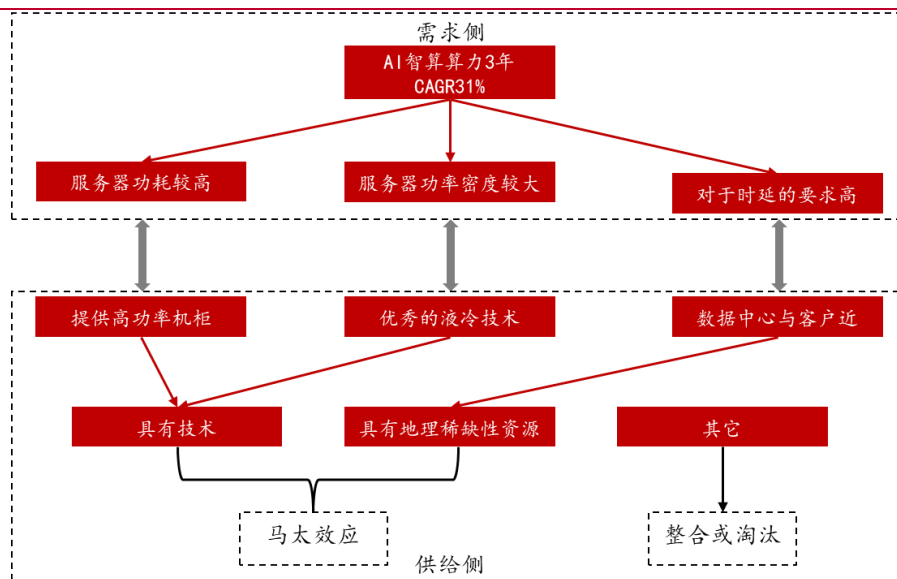 需求侧
AI智算算力3年
CAGR31%
服务器功耗较高
服务器功率密度较大
对于时延的要求高
提供高功率机柜
优秀的液冷技术
数据中心与客户近
具有技术
具有地理稀缺性资源
其它
马太效应
整合或淘汰
供给侧